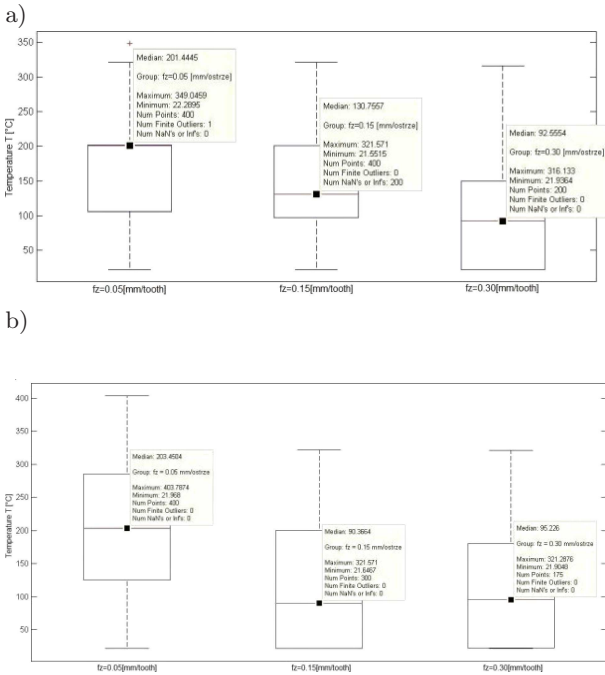 a)
350
300
250
200
150
100
50
Temperature T [°C]
Median: 201.4445
Group: fz=0.05 [mm/ostrze]
Maximum: 349.0459
Minimum: 22.2895
Num Points: 400
Num Finite Outliers: 1
Num NaN's or Inf's: 0
Median: 130.7557
Group: fz=0.15 [mm/ostrze]
Maximum: 321.571
Minimum: 21.5515
Num Points: 400
Num Finite Outliers: 0
Num NaN's or Inf's: 200
Median: 92.5554
Group: fz=0.30 [mm/ostrze]
Maximum: 316.133
Minimum: 21.9364
Num Points: 200
Num Finite Outliers: 0
Num NaN's or Inf's: 0
fz=0.05[mm/tooth]
fz=0.15[mm/tooth]
fz=0.30[mm/tooth]
b)
400
350
300
250
200
150
100
50
Temperature T [°C]
Median: 203.4504
Group: fz = 0.05 mm/ostrze
Maximum: 403.7874
Minimum: 21.968
Num Points: 400
Num Finite Outliers: 0
Num NaN's or Inf's: 0
Median: 90.3664
Group: fz = 0.15 mm/ostrze
Maximum: 321.571
Minimum: 21.6467
Num Points: 300
Num Finite Outliers: 0
Num NaN's or Inf's: 0
Median: 95.226
Group: fz = 0.30 mm/ostrze
Maximum: 321.2876
Minimum: 21.9048
Num Points: 175
Num Finite Outliers: 0
Num NaN's or Inf's: 0
fz=0.05[mm/tooth]
fz=0.15[mm/tooth]
fz=0.30[mm/tooth]